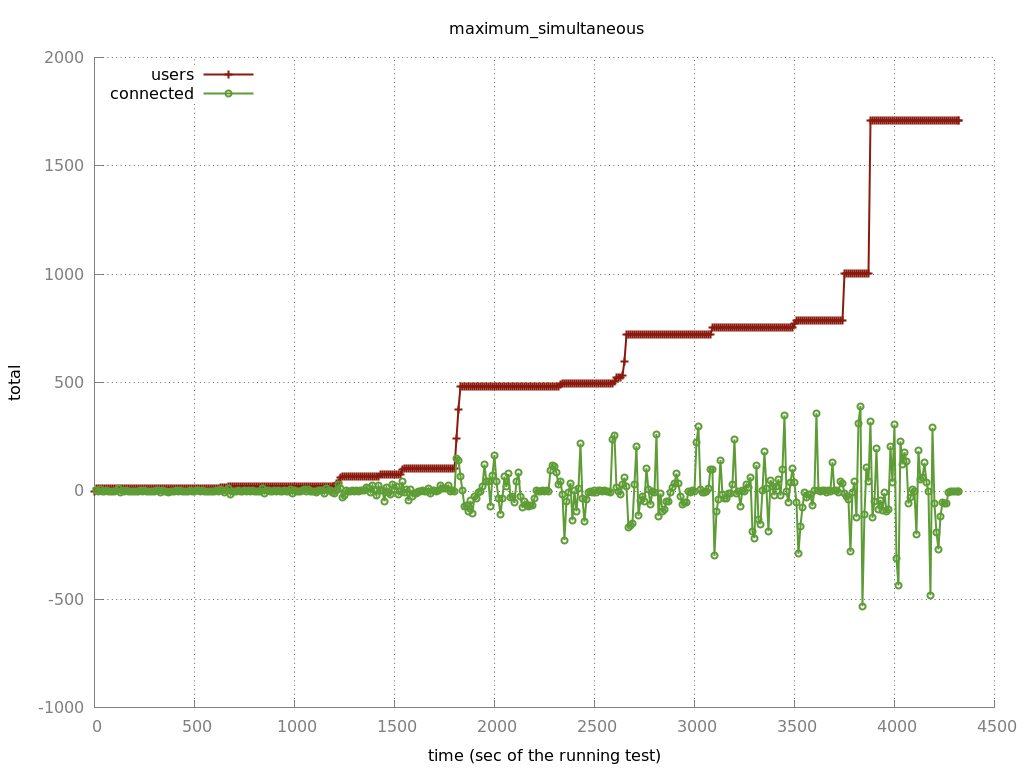 maximum_simultaneous
users
connected
2000
1500
1000
500
0
-500
-1000
total
0 500 1000 1500 2000 2500 3000 3500 4000 4500
time (sec of the running test)